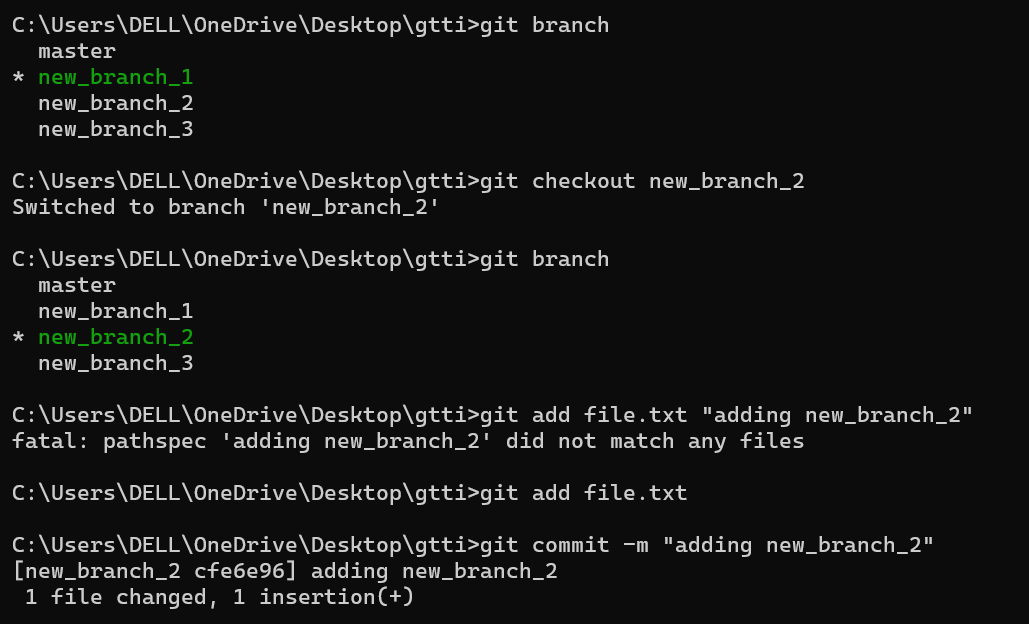 C:\Users\DELL\OneDrive\Desktop\gtti>git branch
  master
* new_branch_1
  new_branch_2
  new_branch_3

C:\Users\DELL\OneDrive\Desktop\gtti>git checkout new_branch_2
Switched to branch 'new_branch_2'

C:\Users\DELL\OneDrive\Desktop\gtti>git branch
  master
  new_branch_1
* new_branch_2
  new_branch_3

C:\Users\DELL\OneDrive\Desktop\gtti>git add file.txt "adding new_branch_2"
fatal: pathspec 'adding new_branch_2' did not match any files

C:\Users\DELL\OneDrive\Desktop\gtti>git add file.txt

C:\Users\DELL\OneDrive\Desktop\gtti>git commit -m "adding new_branch_2"
[new_branch_2 cfe6e96] adding new_branch_2
 1 file changed, 1 insertion(+)